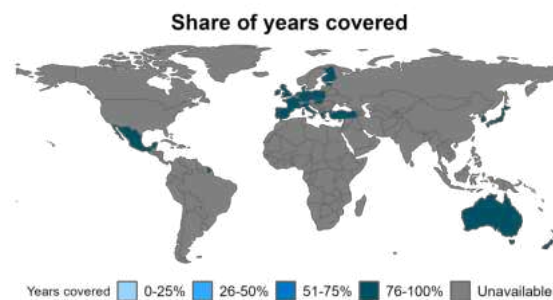 Share of years covered
Years covered 0-25% 26-50% 51-75% 76-100% Unavailable